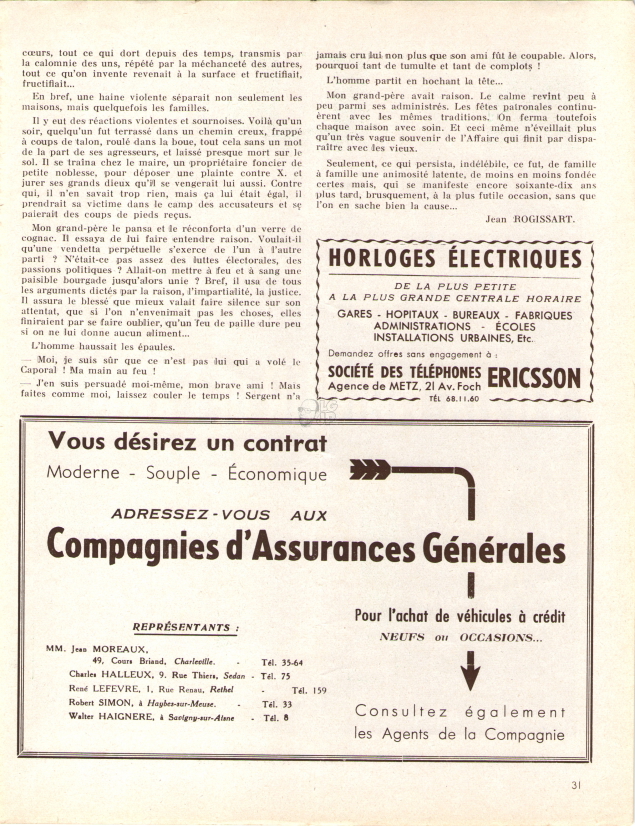 cœurs, tout ce qui dort depuis des temps, transmis par
la calomnie des uns, répété par la méchanceté des autres,
tout ce qu'on invente revenait à la surface et fructifiait,
fructifiait...
En bref, une haine violente séparait non seulement les
maisons, mais quelquefois les familles.
Il y eut des réactions violentes et sournoises. Voilà qu'un
soir, quelqu'un fut terrassé dans un chemin creux, frappé
à coups de talon, roulé dans la boue, tout cela sans un mot
de la part de ses agresseurs, et laissé presque mort sur le
sol. Il se traîna chez le maire, un propriétaire foncier de
petite noblesse, pour déposer une plainte contre X. et
jurer ses grands dieux qu'il se vengerait lui aussi. Contre
qui, il n'en savait trop rien, mais ça lui était égal, il
prendrait sa victime dans le camp des accusateurs et se
paierait des coups de pieds reçus.
Mon grand-père le pansa et le réconforta d'un verre de
cognac. Il essaya de lui faire entendre raison. Voulait-il
qu'une vendetta perpétuelle s'exerce de l'un à l'autre
parti ? N'était-ce pas assez des luttes électorales, des
passions politiques ? Allait-on mettre à feu et à sang une
paisible bourgade jusqu'alors unie ? Bref, il usa de tous
les arguments dictés par la raison, l'impartialité, la justice.
Il assura le blessé que mieux valait faire silence sur son
attentat, que si l'on n'envenimait pas les choses, elles
finiraient par se faire oublier, qu'un feu de paille dure peu
si on ne lui donne aucun aliment...
L'homme haussait les épaules.
— Moi, je suis sûr que ce n'est pas lui qui a volé le
Caporal ! Ma main au feu !
— J'en suis persuadé moi-même, mon brave ami ! Mais
faites comme moi, laissez couler le temps ! Sergent n'a
jamais cru lui non plus que son ami fût le coupable. Alors,
pourquoi tant de tumulte et tant de complots !
L'homme partit en hochant la tête...
Mon grand-père avait raison. Le calme revint peu à
peu parmi ses administrés. Les fêtes patronales continu-
èrent avec les mêmes traditions. On ferma toutefois
chaque maison avec soin. Et ceci même n'éveillait plus
qu'un très vague souvenir de l'Affaire qui finit par dispa-
raître avec les vieux.
Seulement, ce qui persista, indélébile, ce fut, de famille
à famille une animosité latente, de moins en moins fondée
certes mais, qui se manifeste encore soixante-dix ans
plus tard, brusquement, à la plus futile occasion, sans que
l'on en sache bien la cause...
Jean ROGISSART.
HORLOGES ÉLECTRIQUES
DE LA PLUS PETITE
A LA PLUS GRANDE CENTRALE HORAIRE
GARES - HOPITAUX - BUREAUX - FABRIQUES
ADMINISTRATIONS - ÉCOLES
INSTALLATIONS URBAINES, Etc.
Demandez offres sans engagement à :
SOCIÉTÉ DES TÉLÉPHONES ERICSSON
Agence de METZ, 21 Av. Foch
TÉL 68.11.60
Vous désirez un contrat
Moderne - Souple - Économique
ADRESSEZ-VOUS AUX
Compagnies d'Assurances Générales
REPRÉSENTANTS :
MM. Jean MOREAUX,
49, Cours Briand, Charleville. - Tél. 35-64
Charles HALLEUX, 9. Rue Thiers, Sedan - Tél. 75
René LEFEVRE, 1, Rue Renau, Rethel - Tél. 159
Robert SIMON, à Haybes-sur-Meuse. - Tél. 33
Walter HAIGNERE, à Savigny-sur-Aisne - Tél. 8
Pour l'achat de véhicules à crédit
NEUFS ou OCCASIONS...
Consultez également
les Agents de la Compagnie
31